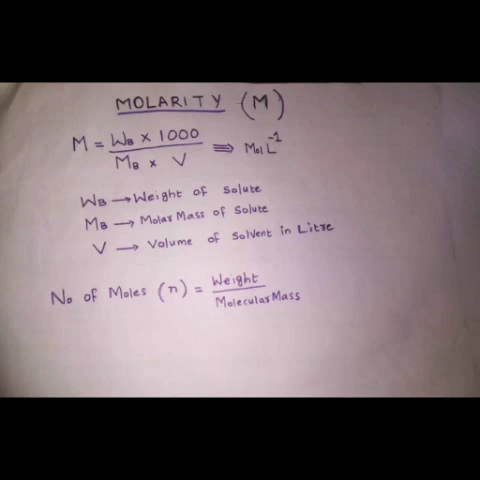 MOLARITY (M)
M = WB x 1000 / MB x V ⇒ Mol L⁻¹
WB → Weight of Solute
MB → Molar Mass of Solute
V → Volume of Solvent in Litre
No of Moles (n) = Weight / Molecular Mass